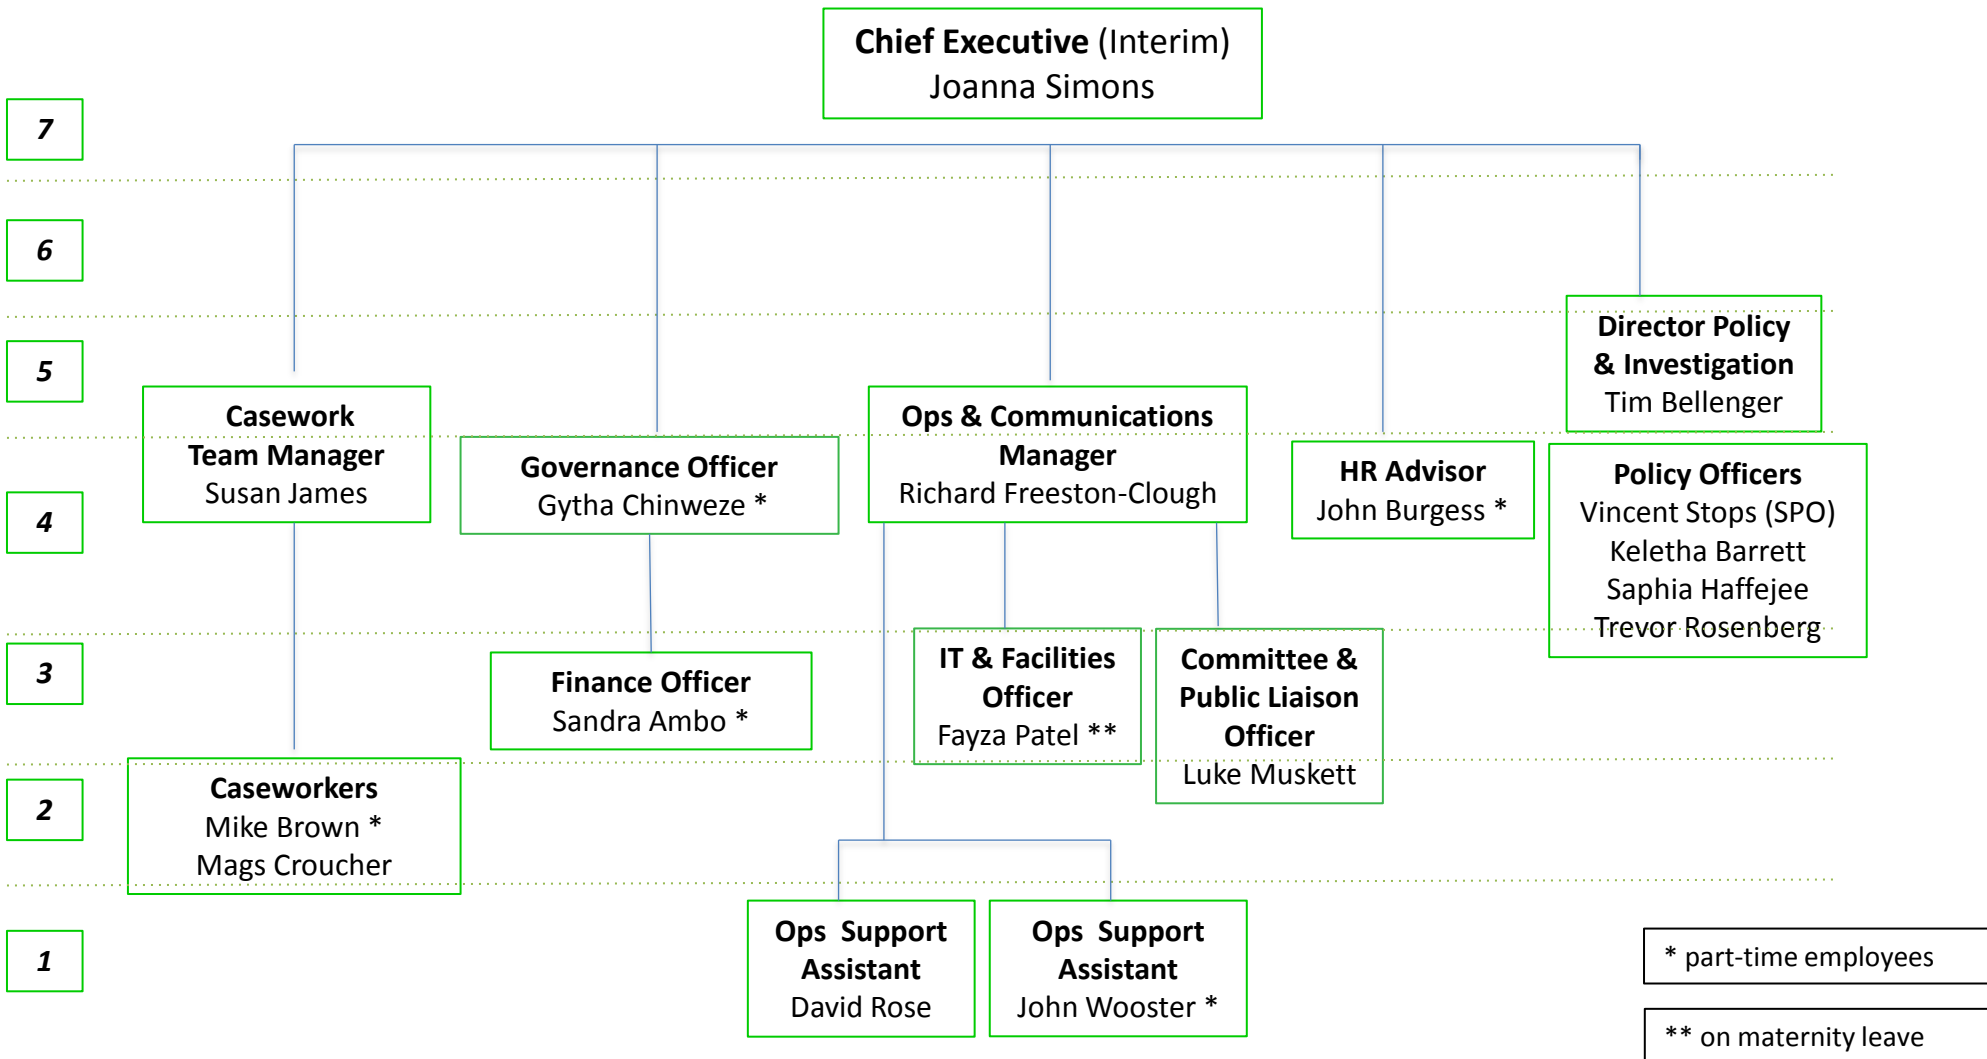 Chief Executive (Interim)
Joanna Simons
7
6
5
4
3
2
1
Director Policy
& Investigation
Tim Bellenger
Casework
Team Manager
Susan James
Governance Officer
Gytha Chinweze *
Ops & Communications
Manager
Richard Freeston-Clough
HR Advisor
John Burgess *
Policy Officers
Vincent Stops (SPO)
Keletha Barrett
Saphia Haffejee
Trevor Rosenberg
Finance Officer
Sandra Ambo *
IT & Facilities
Officer
Fayza Patel **
Committee &
Public Liaison
Officer
Luke Muskett
Caseworkers
Mike Brown *
Mags Croucher
Ops  Support
Assistant
David Rose
Ops  Support
Assistant
John Wooster *
* part-time employees
** on maternity leave